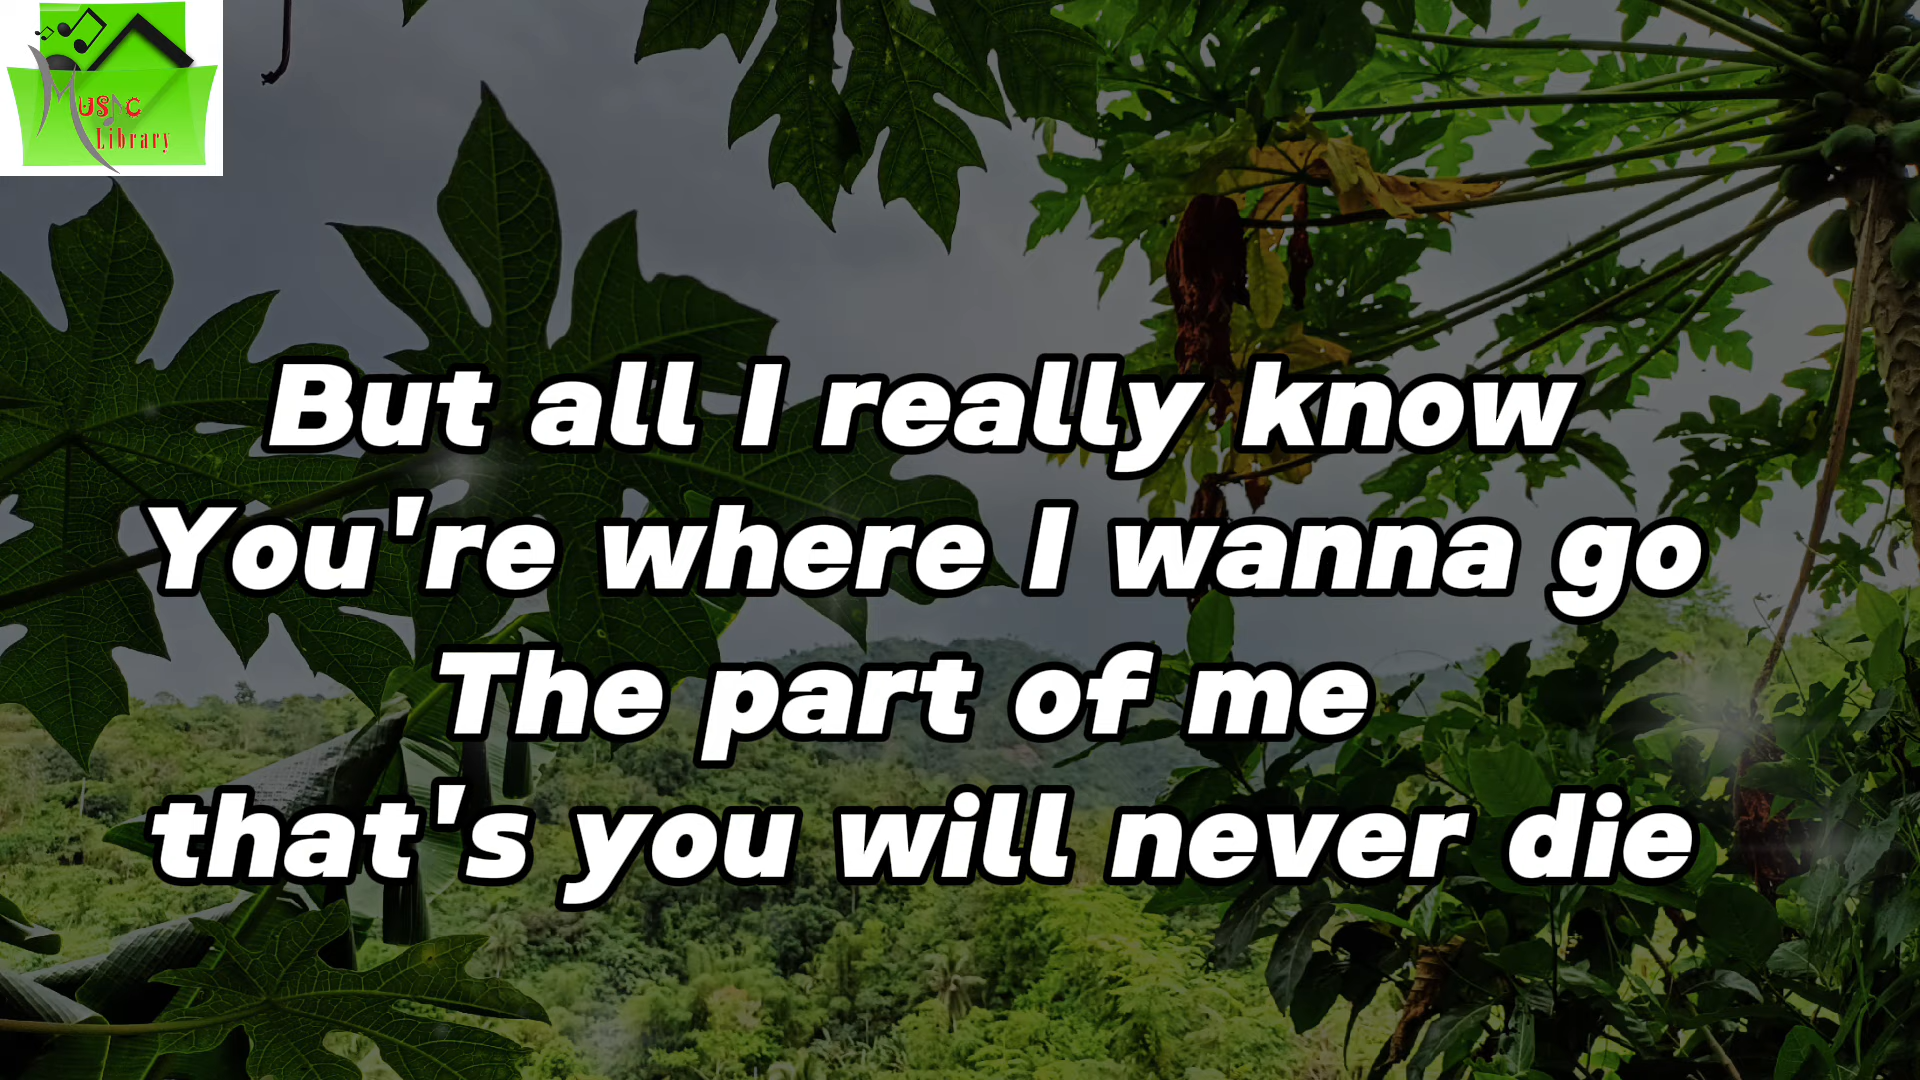 Music
Library
But all I really know
You're where I wanna go
The part of me
that's you will never die